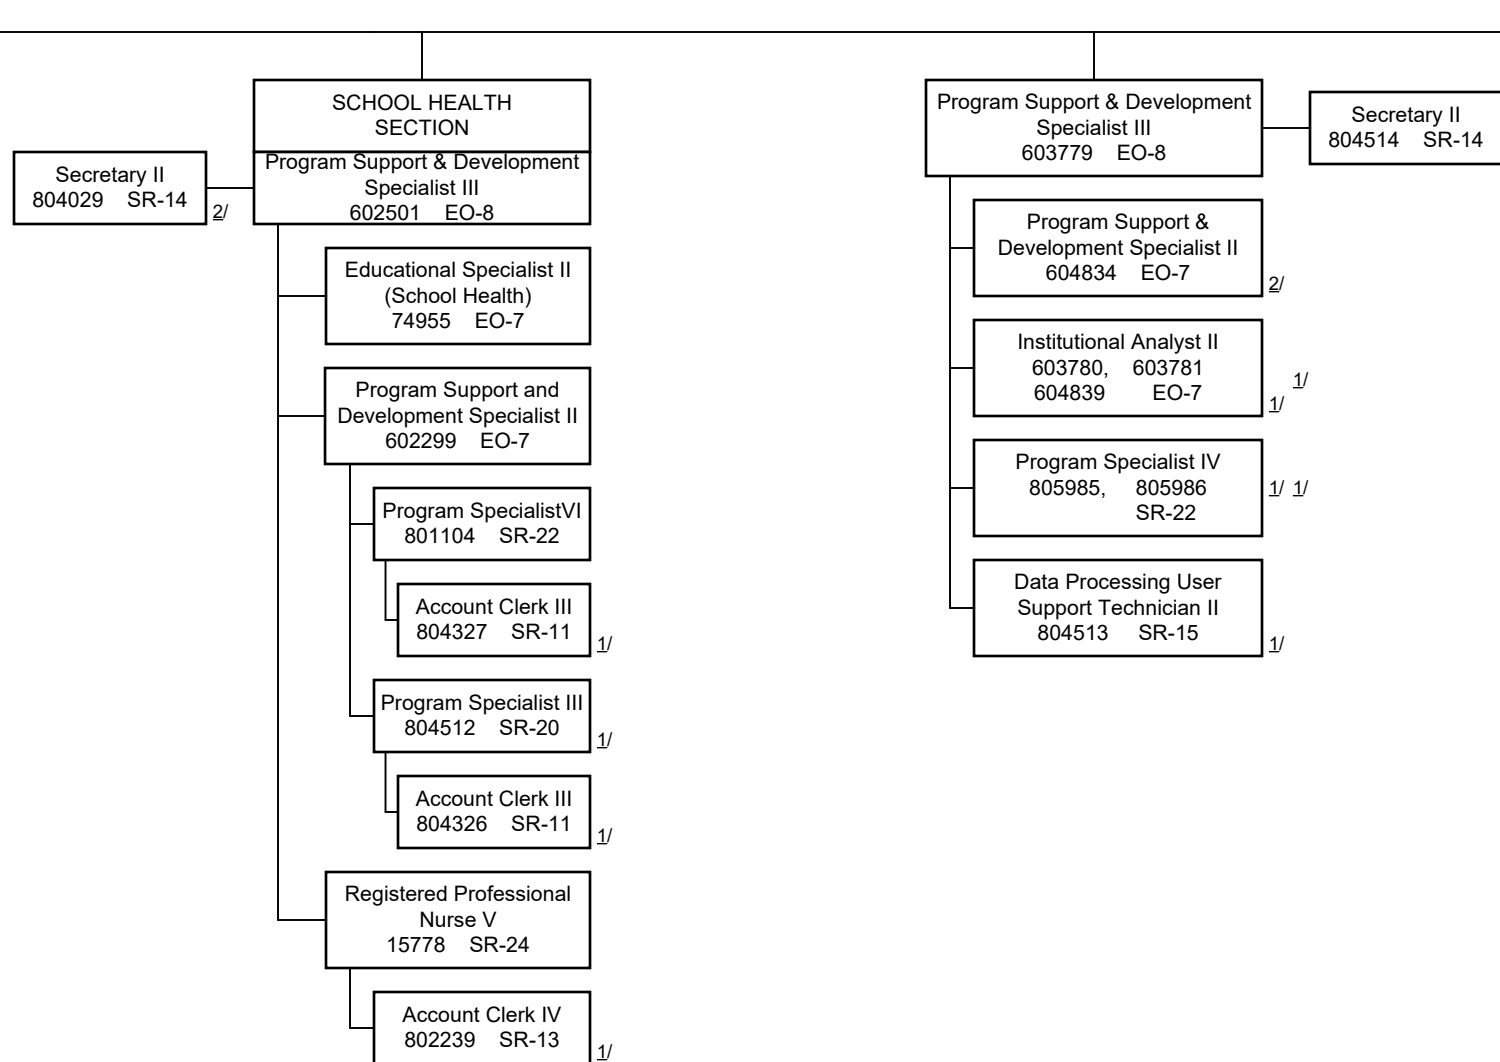 SCHOOL HEALTH
SECTION
Program Support & Development
Specialist III
602501 EO-8
Secretary II
804029 SR-14
2/
Educational Specialist II
(School Health)
74955 EO-7
Program Support and
Development Specialist II
602299 EO-7
Program SpecialistVI
801104 SR-22
Account Clerk III
804327 SR-11
1/
Program Specialist III
804512 SR-20
1/
Account Clerk III
804326 SR-11
1/
Registered Professional
Nurse V
15778 SR-24
Account Clerk IV
802239 SR-13
1/
Program Support & Development
Specialist III
603779 EO-8
Secretary II
804514 SR-14
Program Support &
Development Specialist II
604834 EO-7
2/
Institutional Analyst II
603780, 603781
604839 EO-7
1/
1/
Program Specialist IV
805985, 805986
SR-22
1/ 1/
Data Processing User
Support Technician II
804513 SR-15
1/